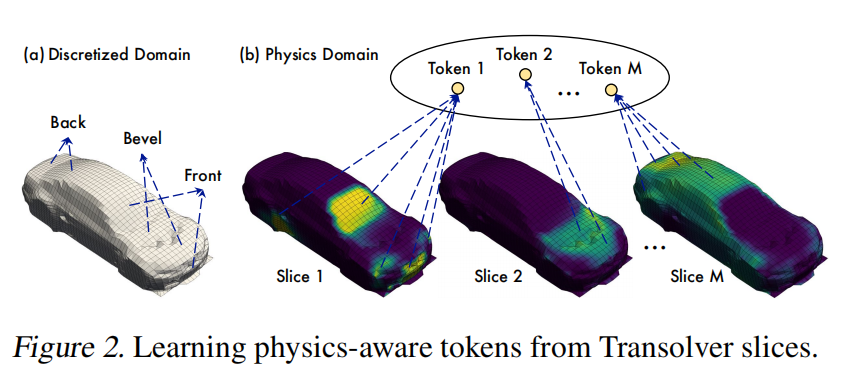 (a) Discretized Domain
(b) Physics Domain
Token 1
Token 2
Token M
...
Back
Bevel
Front
Slice 1
Slice 2
...
Slice M
Figure 2. Learning physics-aware tokens from Transolver slices.